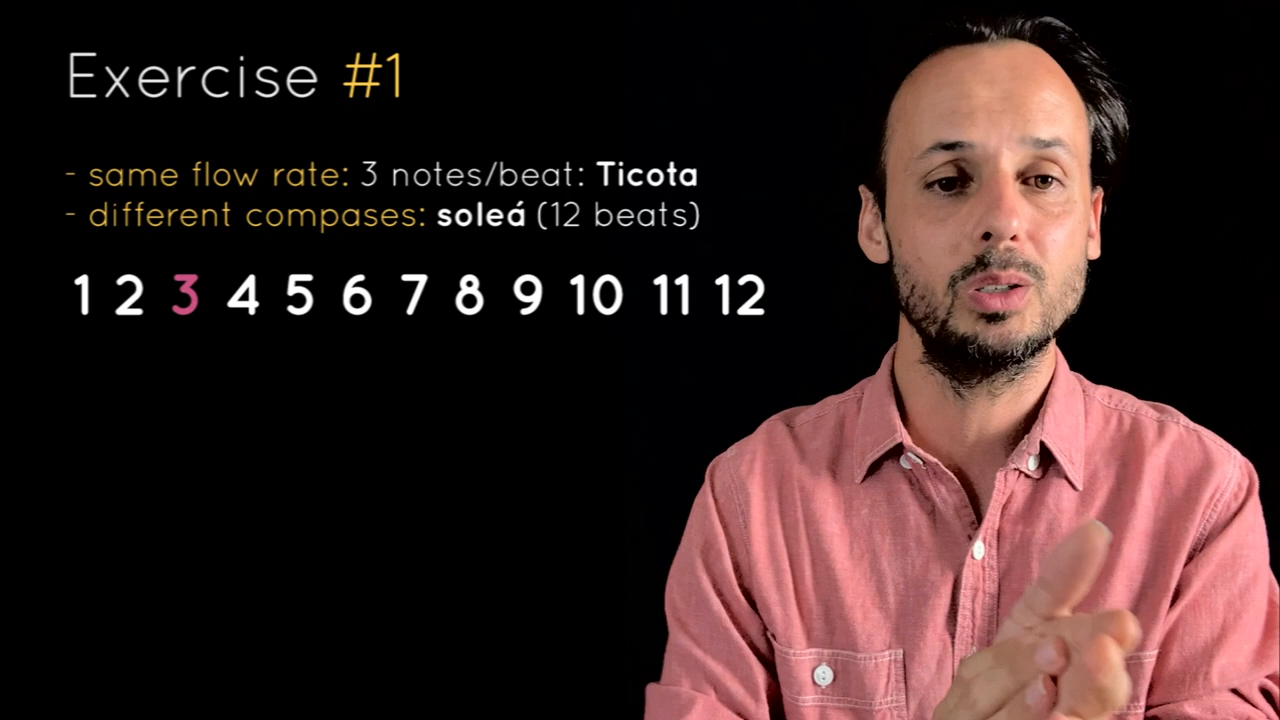 Exercise #1
- same flow rate: 3 notes/beat: Ticota
- different compases: soleá (12 beats)
1 2 3 4 5 6 7 8 9 10 11 12